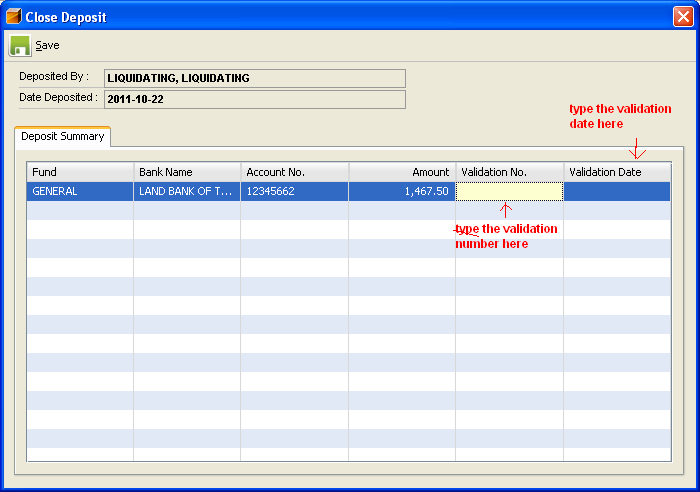 Close Deposit
Save
Deposited By : LIQUIDATING, LIQUIDATING
Date Deposited : 2011-10-22
type the validation
date here
Deposit Summary
Fund Bank Name Account No. Amount Validation No. Validation Date
GENERAL LAND BANK OF T... 12345662 1,467.50
type the validation
number here